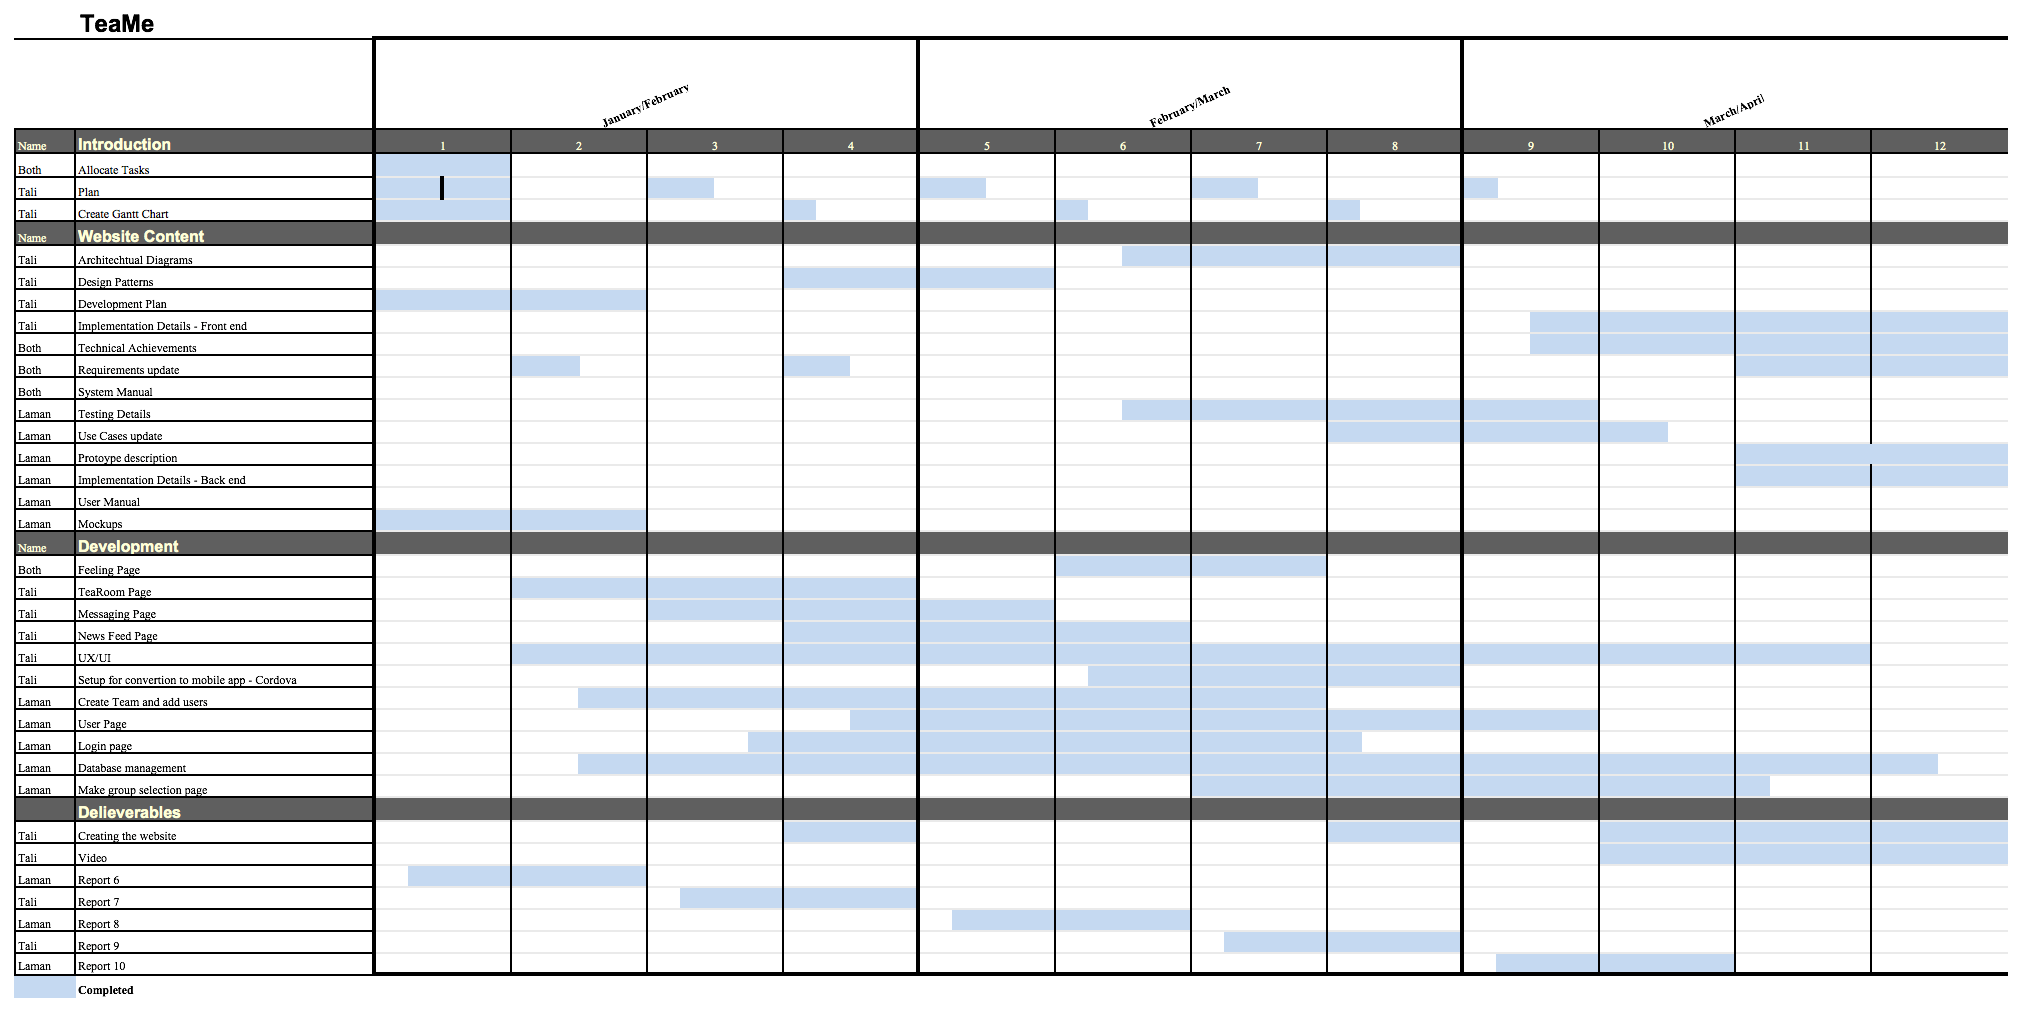 TeaMe
January/February February/March March/April
Name Introduction 1 2 3 4 5 6 7 8 9 10 11 12
Both Allocate Tasks
Tali Plan
Tali Create Gantt Chart
Name Website Content
Tali Architechtual Diagrams
Tali Design Patterns
Tali Development Plan
Tali Implementation Details - Front end
Both Technical Achievements
Both Requirements update
Both System Manual
Laman Testing Details
Laman Use Cases update
Laman Protoype description
Laman Implementation Details - Back end
Laman User Manual
Laman Mockups
Name Development
Both Feeling Page
Tali TeaRoom Page
Tali Messaging Page
Tali News Feed Page
Tali UX/UI
Tali Setup for convertion to mobile app - Cordova
Laman Create Team and add users
Laman User Page
Laman Login page
Laman Database management
Laman Make group selection page
Delieverables
Tali Creating the website
Tali Video
Laman Report 6
Tali Report 7
Laman Report 8
Tali Report 9
Laman Report 10
Completed